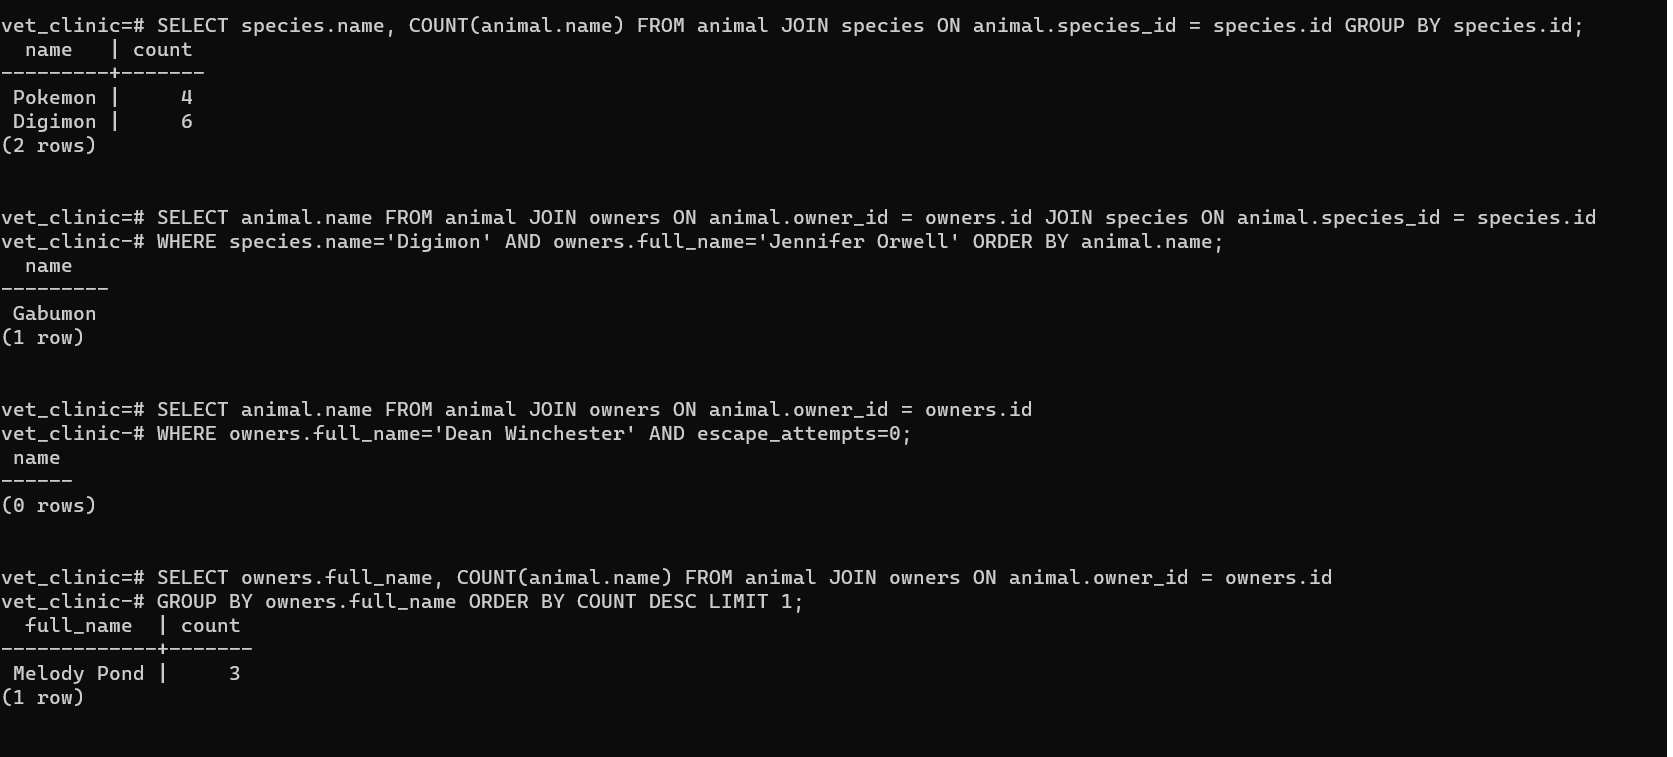 vet_clinic=# SELECT species.name, COUNT(animal.name) FROM animal JOIN species ON animal.species_id = species.id GROUP BY species.id;
  name   | count
---------+-------
 Pokemon |     4
 Digimon |     6
(2 rows)
vet_clinic=# SELECT animal.name FROM animal JOIN owners ON animal.owner_id = owners.id JOIN species ON animal.species_id = species.id
vet_clinic-# WHERE species.name='Digimon' AND owners.full_name='Jennifer Orwell' ORDER BY animal.name;
  name
---------
 Gabumon
(1 row)
vet_clinic=# SELECT animal.name FROM animal JOIN owners ON animal.owner_id = owners.id
vet_clinic-# WHERE owners.full_name='Dean Winchester' AND escape_attempts=0;
 name
------
(0 rows)
vet_clinic=# SELECT owners.full_name, COUNT(animal.name) FROM animal JOIN owners ON animal.owner_id = owners.id
vet_clinic-# GROUP BY owners.full_name ORDER BY COUNT DESC LIMIT 1;
  full_name  | count
-------------+-------
 Melody Pond |     3
(1 row)